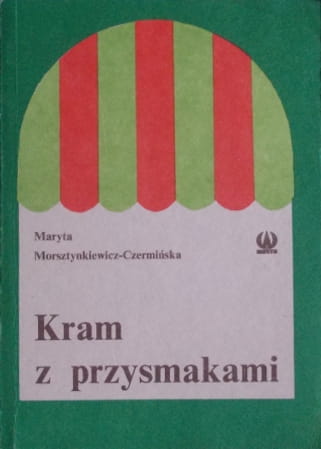 Maryta
Morsztynkiewicz-Czermińska
Kram
z przysmakami